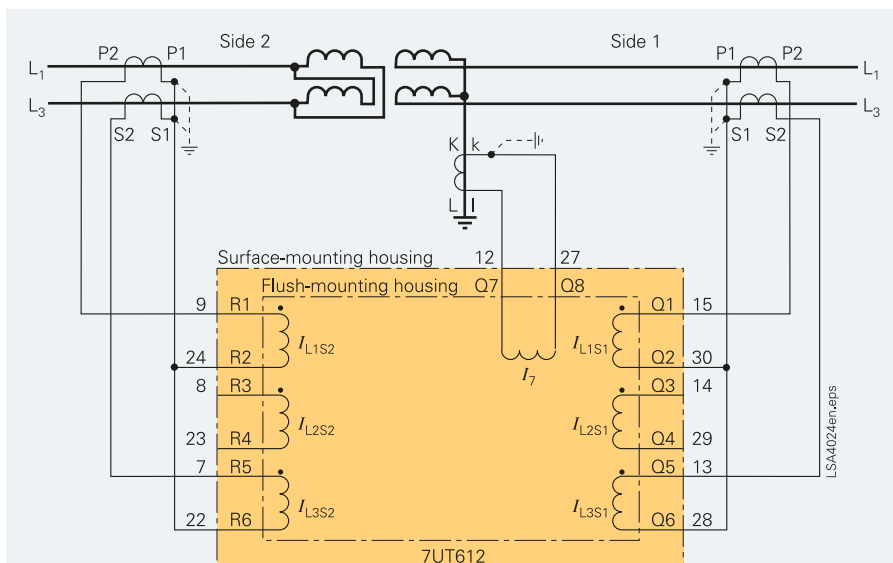 Side 2
Side 1
P2 P1
P1 P2
L1
L1
L3
L3
S2 S1
S1 S2
K k
L l
Surface-mounting housing 12 27
Flush-mounting housing Q7 Q8
9 R1
Q1 15
IL1S2
IL1S1
24 R2
Q2 30
I7
8 R3
Q3 14
IL2S2
IL2S1
23 R4
Q4 29
7 R5
Q5 13
IL3S2
IL3S1
22 R6
Q6 28
7UT612
LSA4024en.eps